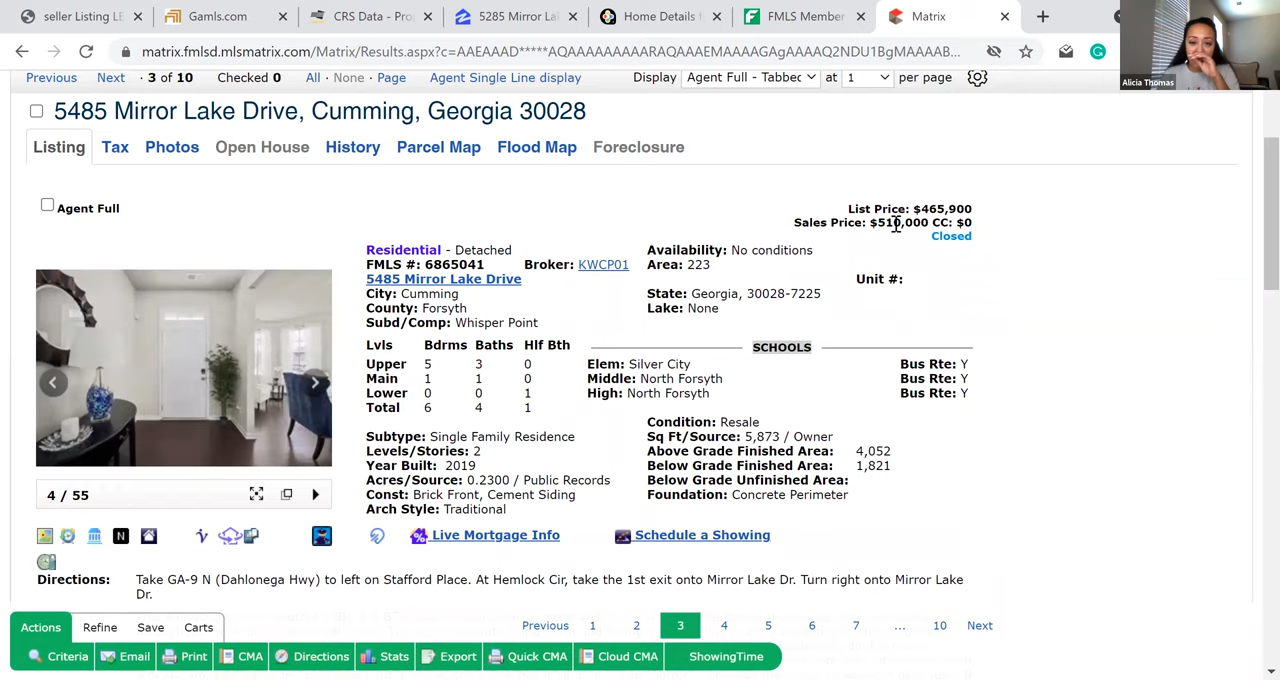 seller Listing LE
Gamls.com
CRS Data - Pro
5285 Mirror La
Home Details f
FMLS Member
Matrix
matrix.fmlsd.mlsmatrix.com/Matrix/Results.aspx?c=AAEAAAD*****AQAAAAAAAAARAQAAAEMAAAAGAgAAAAQ2NDU1BgMAAAAB...
Alicia Thomas
Previous Next · 3 of 10 Checked 0 All · None · Page Agent Single Line display Display Agent Full - Tabbec at 1 per page
5485 Mirror Lake Drive, Cumming, Georgia 30028
Listing Tax Photos Open House History Parcel Map Flood Map Foreclosure
Agent Full
List Price: $465,900
Sales Price: $510,000 CC: $0
Closed
Residential - Detached Availability: No conditions
FMLS #: 6865041 Broker: KWCP01 Area: 223
5485 Mirror Lake Drive Unit #:
City: Cumming State: Georgia, 30028-7225
County: Forsyth Lake: None
Subd/Comp: Whisper Point
Lvls Bdrms Baths Hlf Bth SCHOOLS
Upper 5 3 0 Elem: Silver City Bus Rte: Y
Main 1 1 0 Middle: North Forsyth Bus Rte: Y
Lower 0 0 1 High: North Forsyth Bus Rte: Y
Total 6 4 1
Condition: Resale
Subtype: Single Family Residence Sq Ft/Source: 5,873 / Owner
Levels/Stories: 2 Above Grade Finished Area: 4,052
Year Built: 2019 Below Grade Finished Area: 1,821
Acres/Source: 0.2300 / Public Records Below Grade Unfinished Area:
Const: Brick Front, Cement Siding Foundation: Concrete Perimeter
Arch Style: Traditional
4 / 55
N
Live Mortgage Info Schedule a Showing
Directions: Take GA-9 N (Dahlonega Hwy) to left on Stafford Place. At Hemlock Cir, take the 1st exit onto Mirror Lake Dr. Turn right onto Mirror Lake
Dr.
Actions Refine Save Carts Previous 1 2 3 4 5 6 7 ... 10 Next
Criteria Email Print CMA Directions Stats Export Quick CMA Cloud CMA ShowingTime